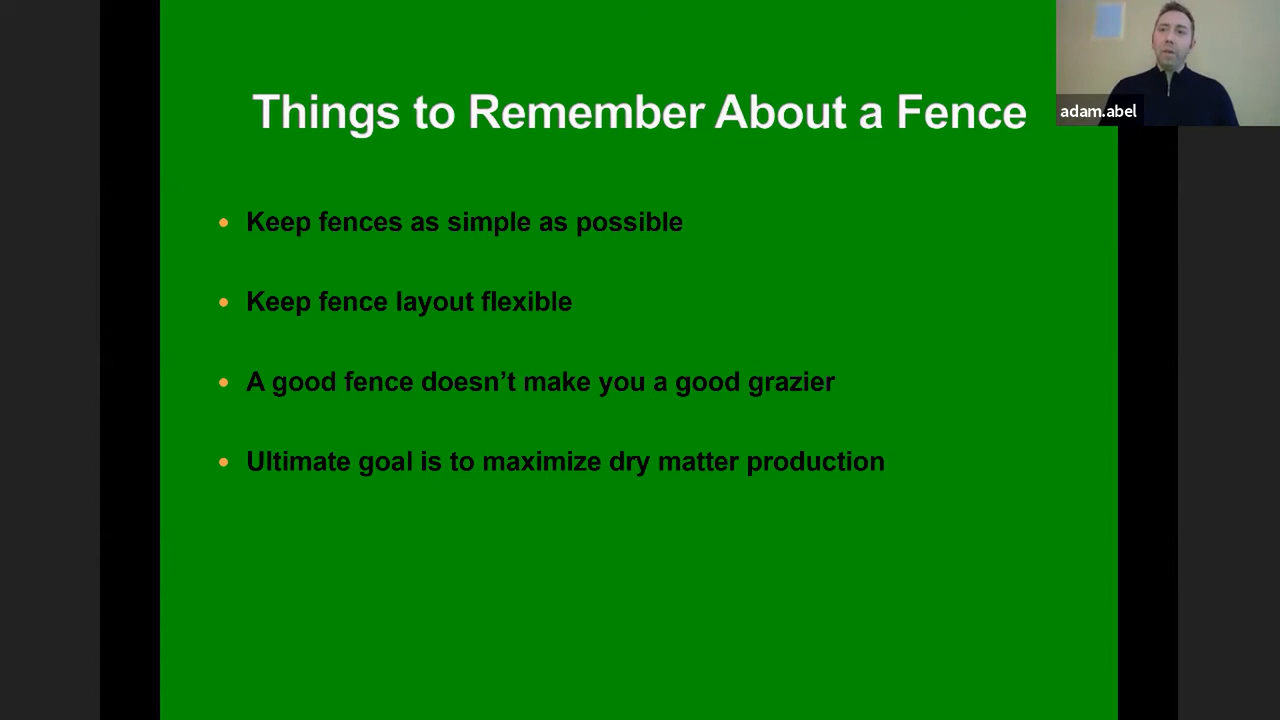 Things to Remember About a Fence
adam.abel
Keep fences as simple as possible
Keep fence layout flexible
A good fence doesn’t make you a good grazier
Ultimate goal is to maximize dry matter production